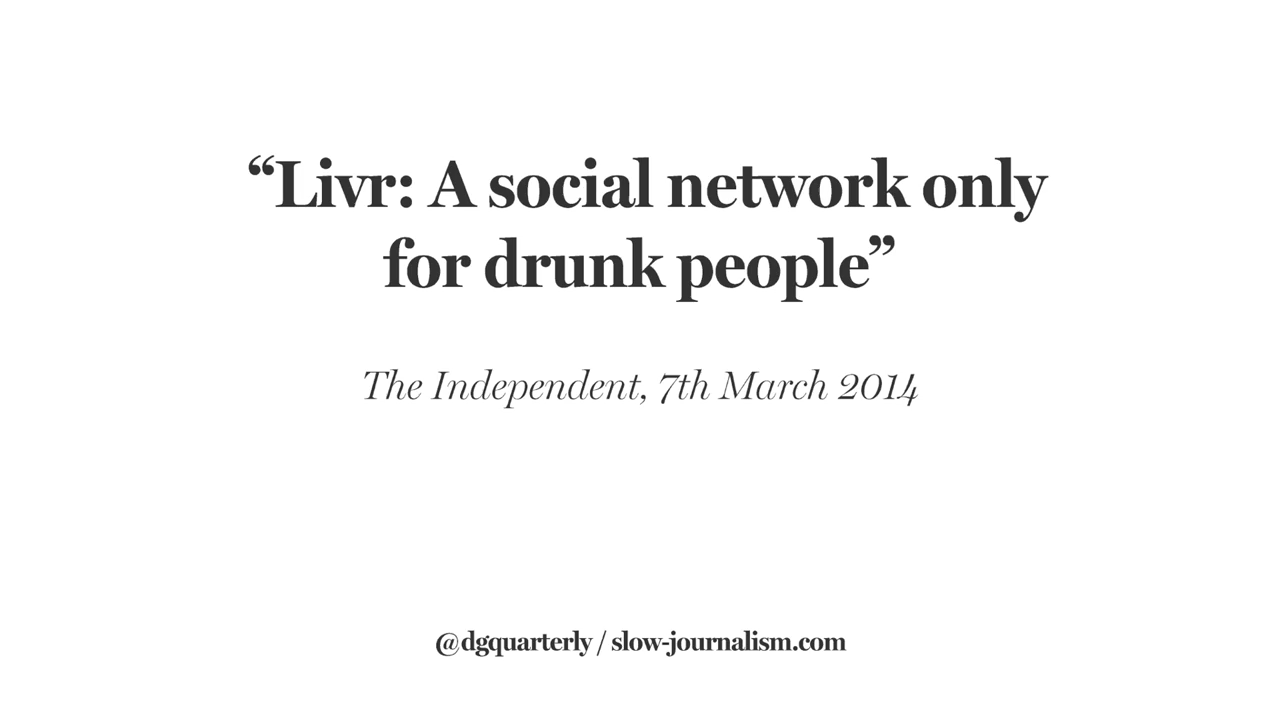 “Livr: A social network only
for drunk people”
The Independent, 7th March 2014
@dgquarterly / slow-journalism.com